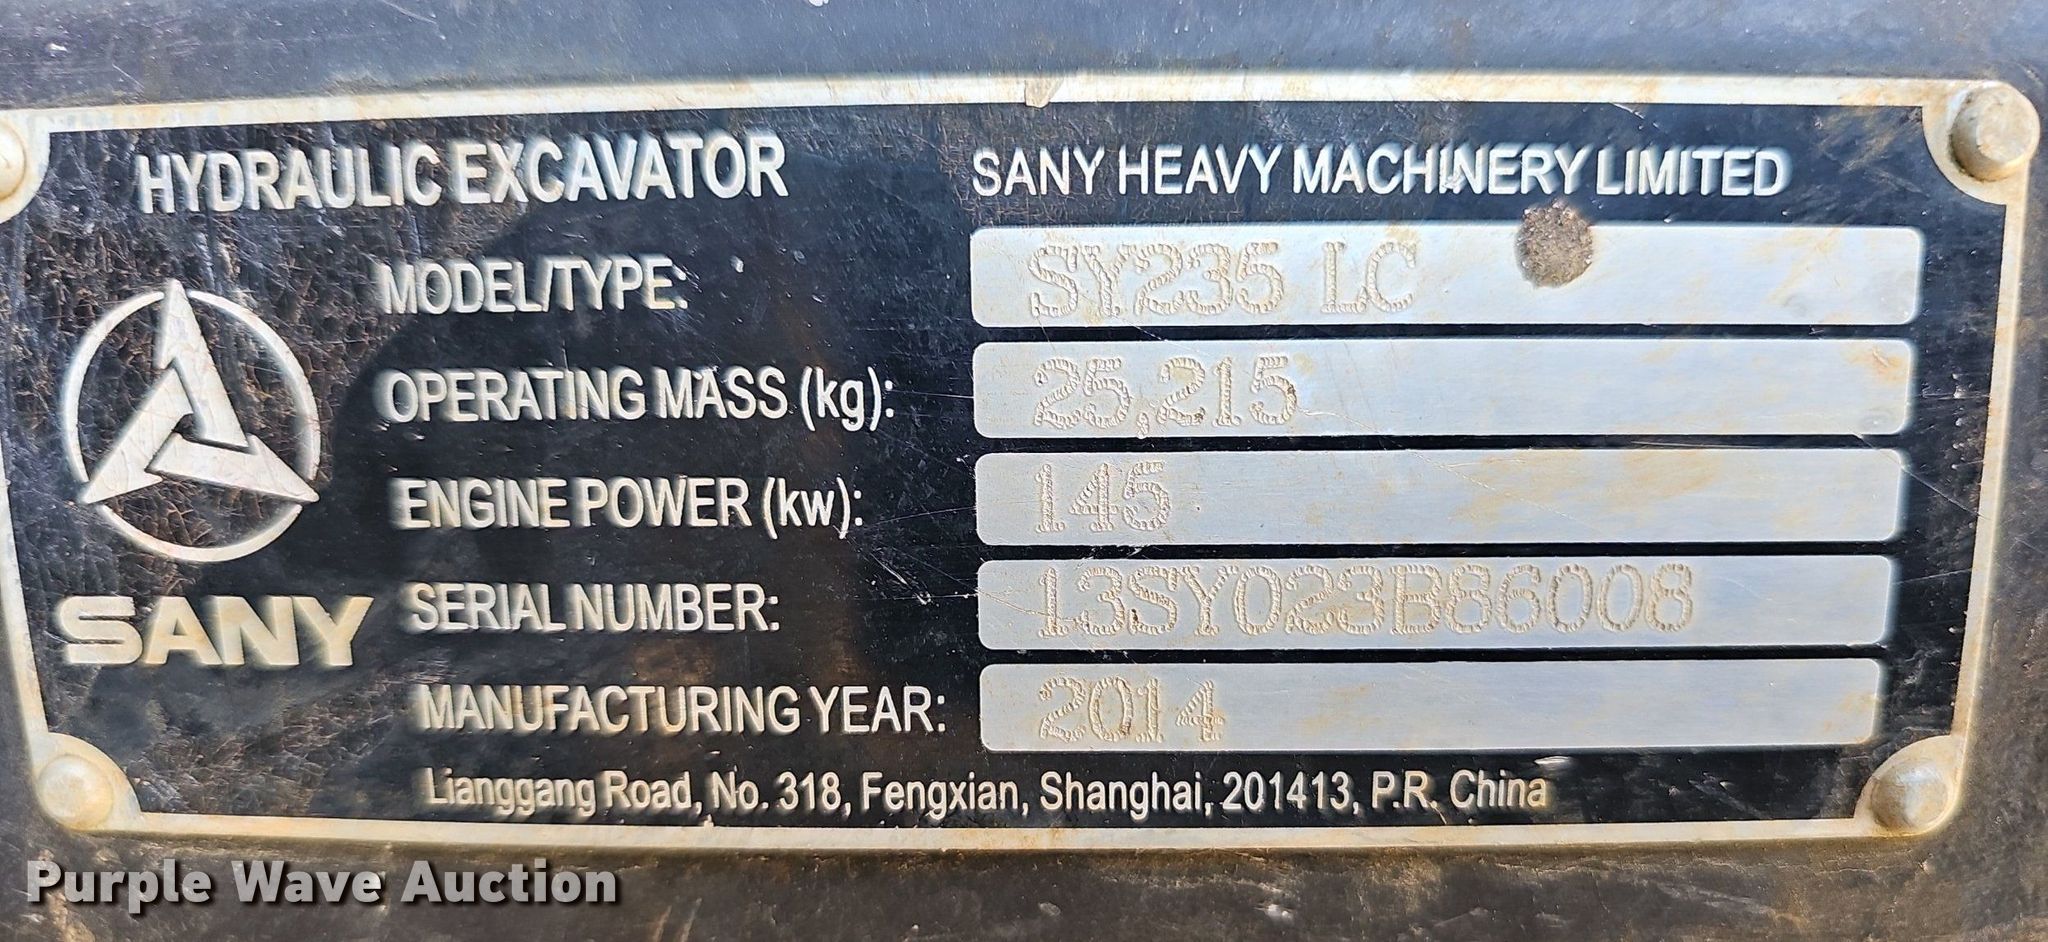 HYDRAULIC EXCAVATOR
SANY HEAVY MACHINERY LIMITED
MODEL/TYPE: SY235 LC
OPERATING MASS (kg): 25,215
ENGINE POWER (kw): 145
SERIAL NUMBER: 13SY023B86008
MANUFACTURING YEAR: 2014
SANY
Lianggang Road, No. 318, Fengxian, Shanghai, 201413, P.R. China
Purple Wave Auction